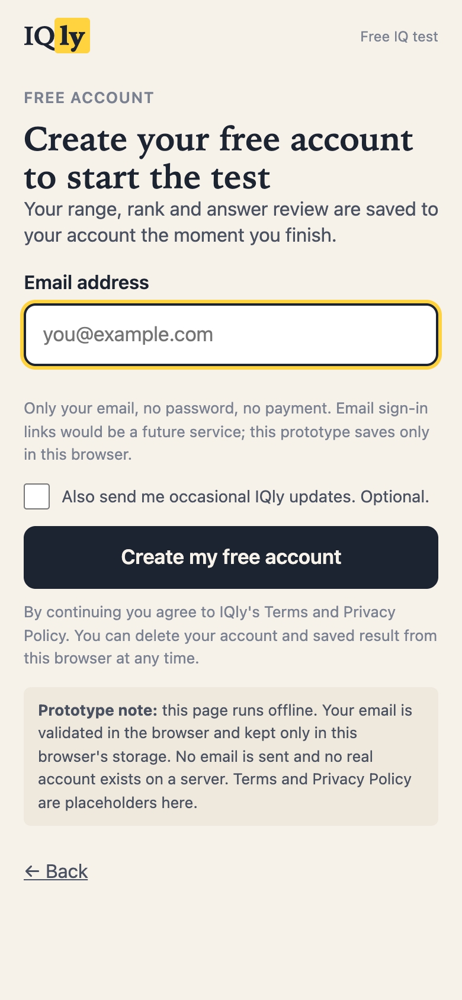 IQly
Free IQ test
FREE ACCOUNT
Create your free account
to start the test
Your range, rank and answer review are saved to
your account the moment you finish.
Email address
you@example.com
Only your email, no password, no payment. Email sign-in
links would be a future service; this prototype saves only
in this browser.
Also send me occasional IQly updates. Optional.
Create my free account
By continuing you agree to IQly's Terms and Privacy
Policy. You can delete your account and saved result from
this browser at any time.
Prototype note: this page runs offline. Your email is
validated in the browser and kept only in this
browser's storage. No email is sent and no real
account exists on a server. Terms and Privacy Policy
are placeholders here.
← Back